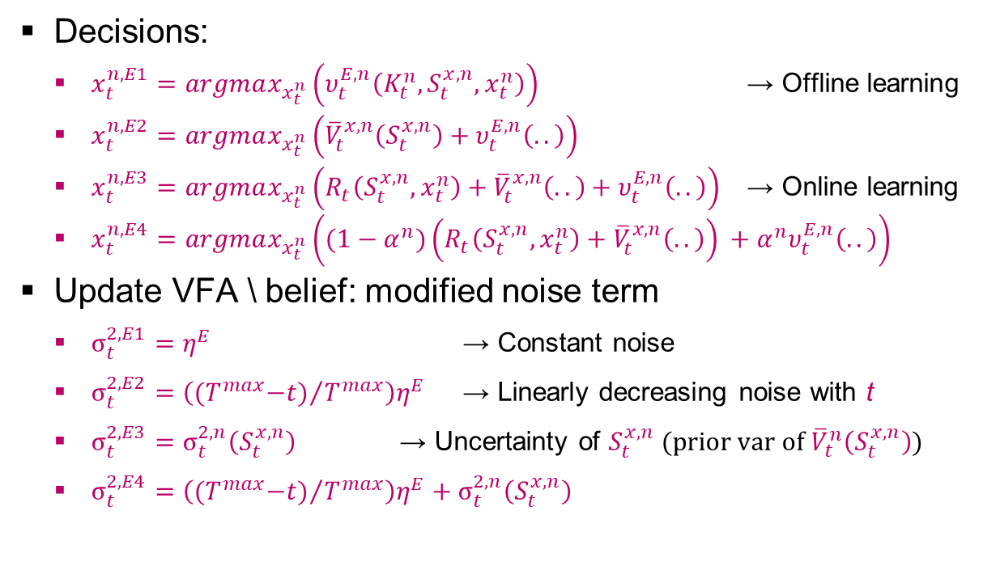 ▪ Decisions:
▪ $x_t^{n,E1} = argmax_{x_t^n}\left(\upsilon_t^{E,n}(K_t^n, S_t^{x,n}, x_t^n)\right)$ → Offline learning
▪ $x_t^{n,E2} = argmax_{x_t^n}\left(\bar{V}_t^{x,n}(S_t^{x,n}) + \upsilon_t^{E,n}(..)\right)$
▪ $x_t^{n,E3} = argmax_{x_t^n}\left(R_t(S_t^{x,n}, x_t^n) + \bar{V}_t^{x,n}(..) + \upsilon_t^{E,n}(..)\right)$ → Online learning
▪ $x_t^{n,E4} = argmax_{x_t^n}\left((1-\alpha^n)\left(R_t(S_t^{x,n}, x_t^n) + \bar{V}_t^{x,n}(..)\right) + \alpha^n \upsilon_t^{E,n}(..)\right)$
▪ Update VFA \ belief: modified noise term
▪ $\sigma_t^{2,E1} = \eta^E$ → Constant noise
▪ $\sigma_t^{2,E2} = ((T^{max}-t)/T^{max})\eta^E$ → Linearly decreasing noise with t
▪ $\sigma_t^{2,E3} = \sigma_t^{2,n}(S_t^{x,n})$ → Uncertainty of $S_t^{x,n}$ (prior var of $\bar{V}_t^n(S_t^{x,n})$)
▪ $\sigma_t^{2,E4} = ((T^{max}-t)/T^{max})\eta^E + \sigma_t^{2,n}(S_t^{x,n})$